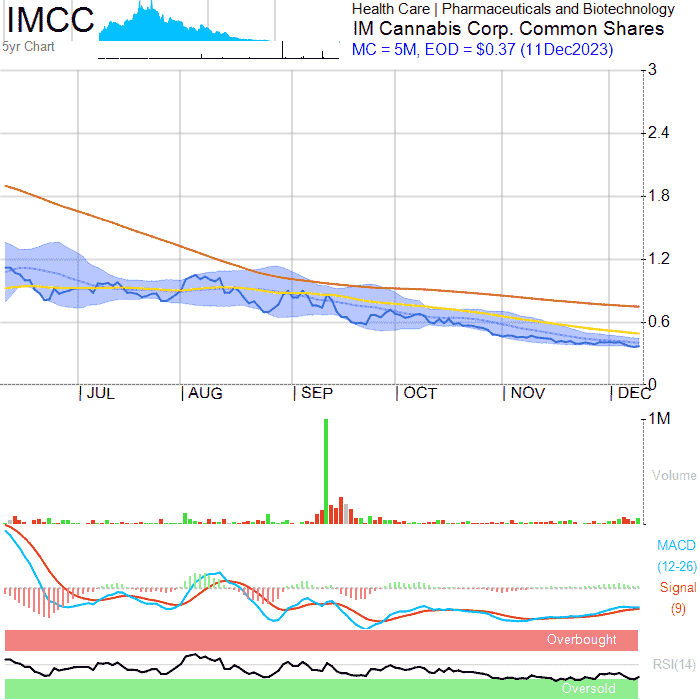 IMCC
5yr Chart
Health Care | Pharmaceuticals and Biotechnology
IM Cannabis Corp. Common Shares
MC = 5M, EOD = $0.37 (11Dec2023)
3
2.4
1.8
1.2
0.6
0
| JUL | AUG | SEP | OCT | NOV | DEC
1M
Volume
MACD
(12-26)
Signal
(9)
Overbought
RSI(14)
Oversold